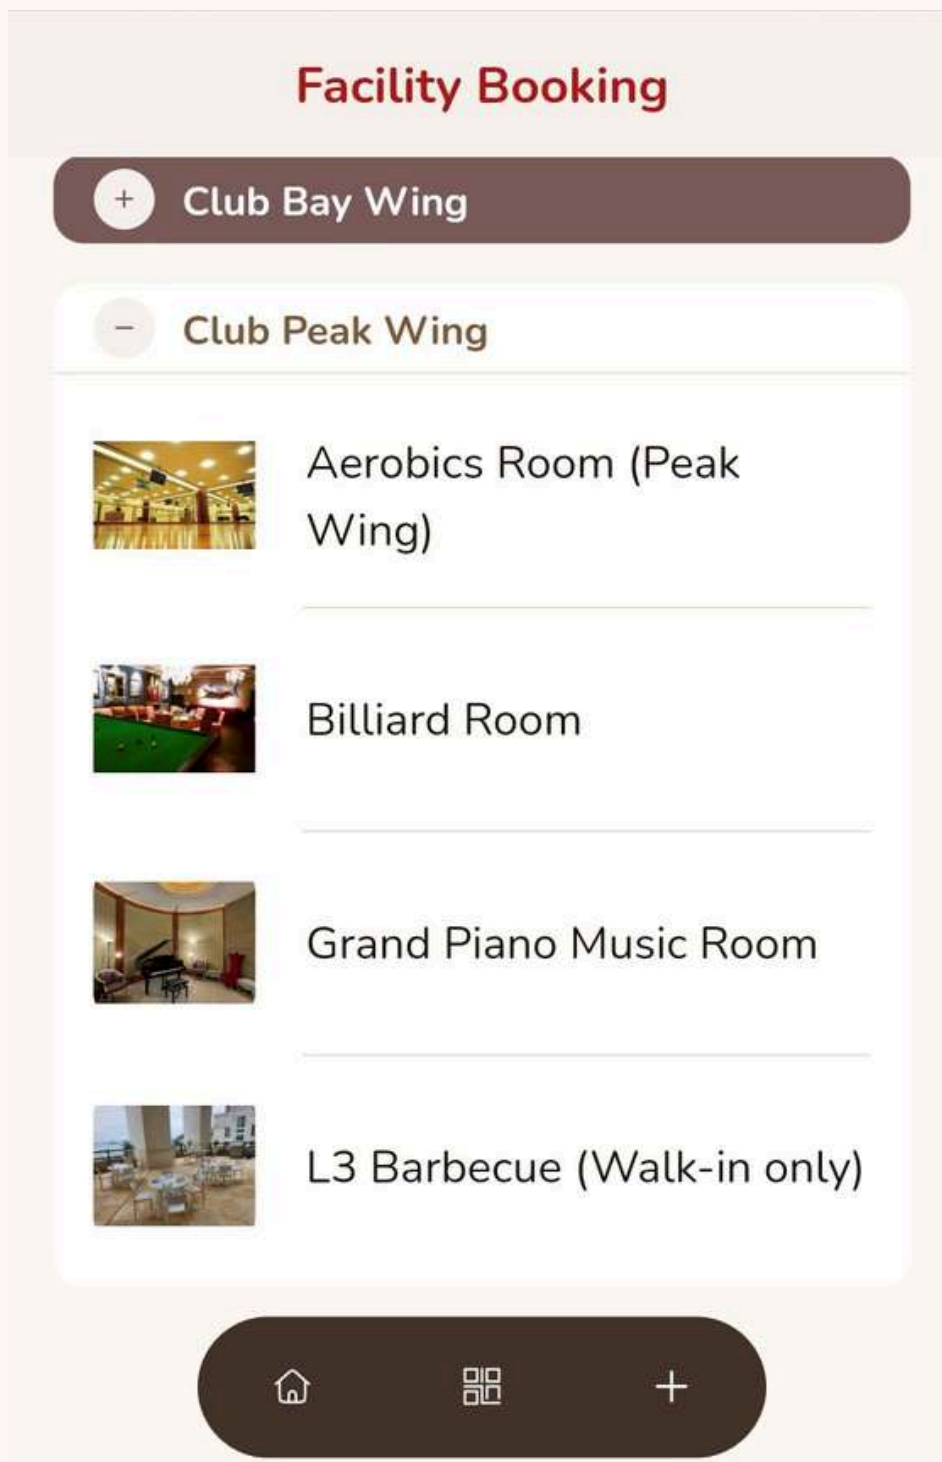 Facility Booking
+ Club Bay Wing
− Club Peak Wing
Aerobics Room (Peak
Wing)
Billiard Room
Grand Piano Music Room
L3 Barbecue (Walk-in only)